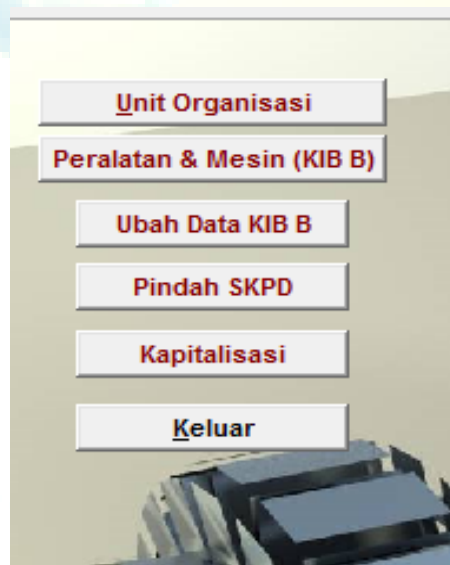 Unit Organisasi
Peralatan & Mesin (KIB B)
Ubah Data KIB B
Pindah SKPD
Kapitalisasi
Keluar